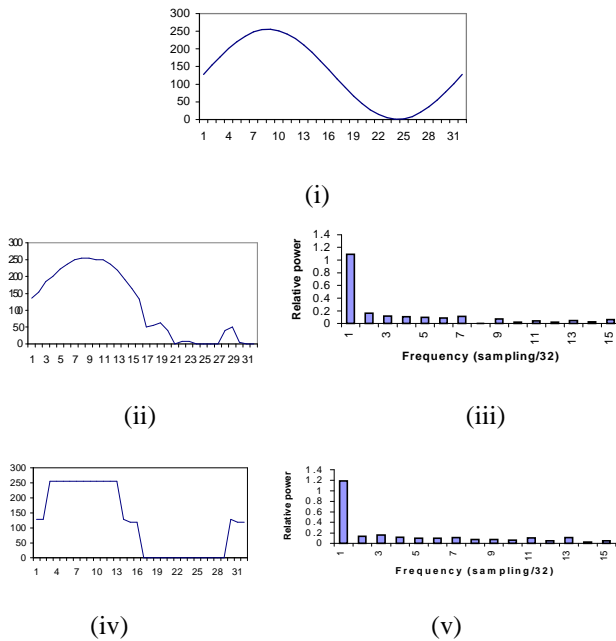 300
250
200
150
100
50
0
1 4 7 10 13 16 19 22 25 28 31
(i)
300
250
200
150
100
50
0
1 3 5 7 9 11 13 15 17 19 21 23 25 27 29 31
(ii)
Relative power
1.4
1.2
1
0.8
0.6
0.4
0.2
0
1 3 5 7 9 11 13 15
Frequency (sampling/32)
(iii)
300
250
200
150
100
50
0
1 4 7 10 13 16 19 22 25 28 31
(iv)
Relative power
1.4
1.2
1
0.8
0.6
0.4
0.2
0
1 3 5 7 9 11 13 15
Frequency (sampling/32)
(v)